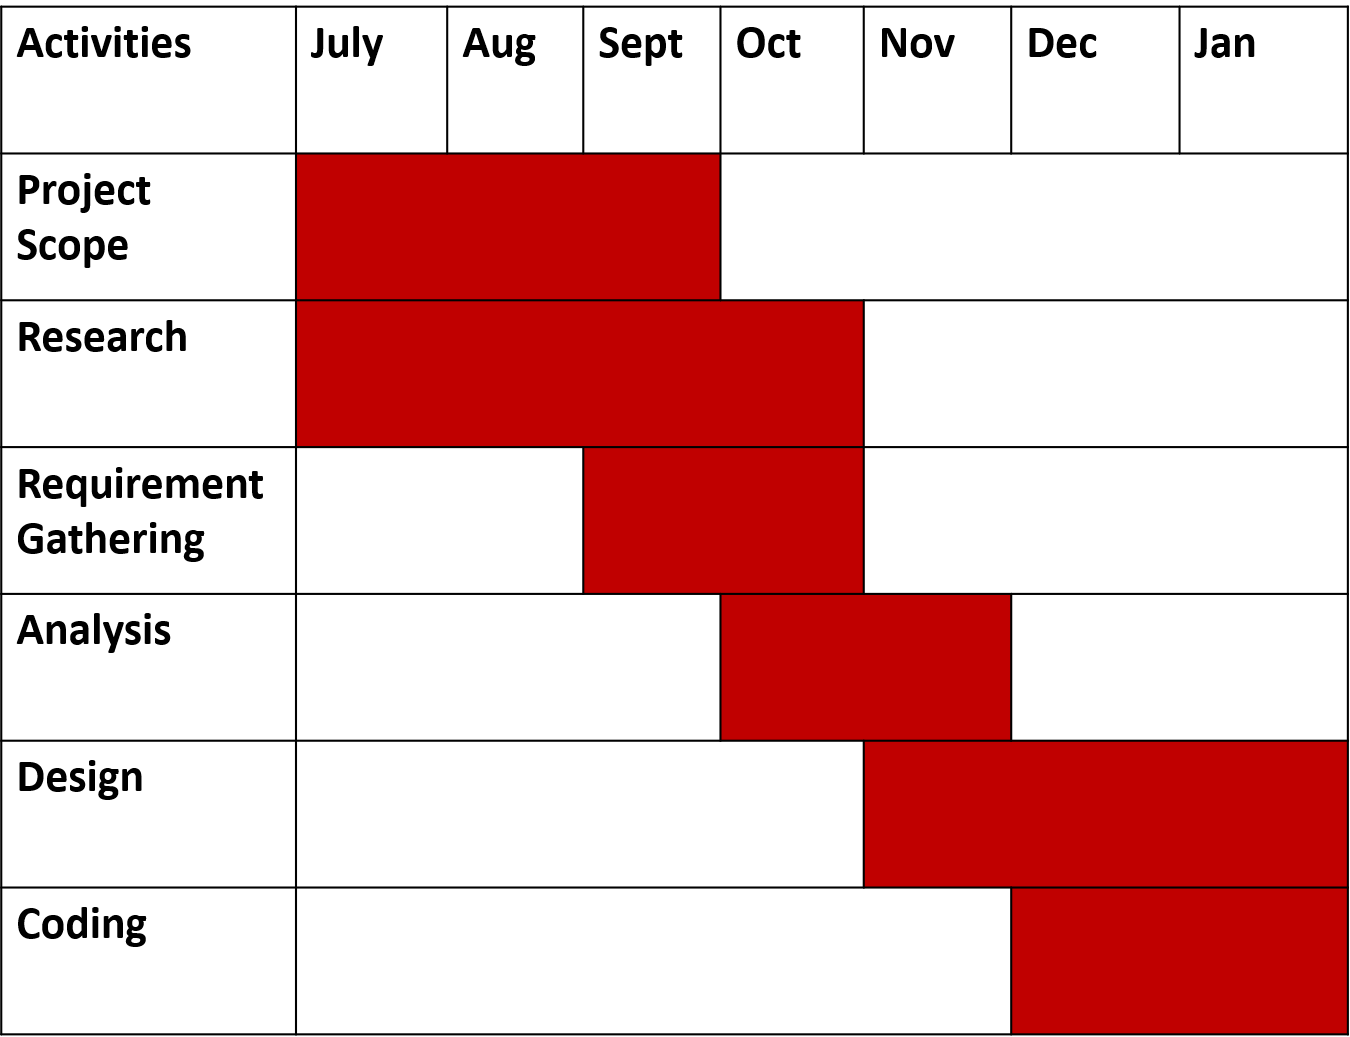 Activities July Aug Sept Oct Nov Dec Jan
Project
Scope
Research
Requirement
Gathering
Analysis
Design
Coding